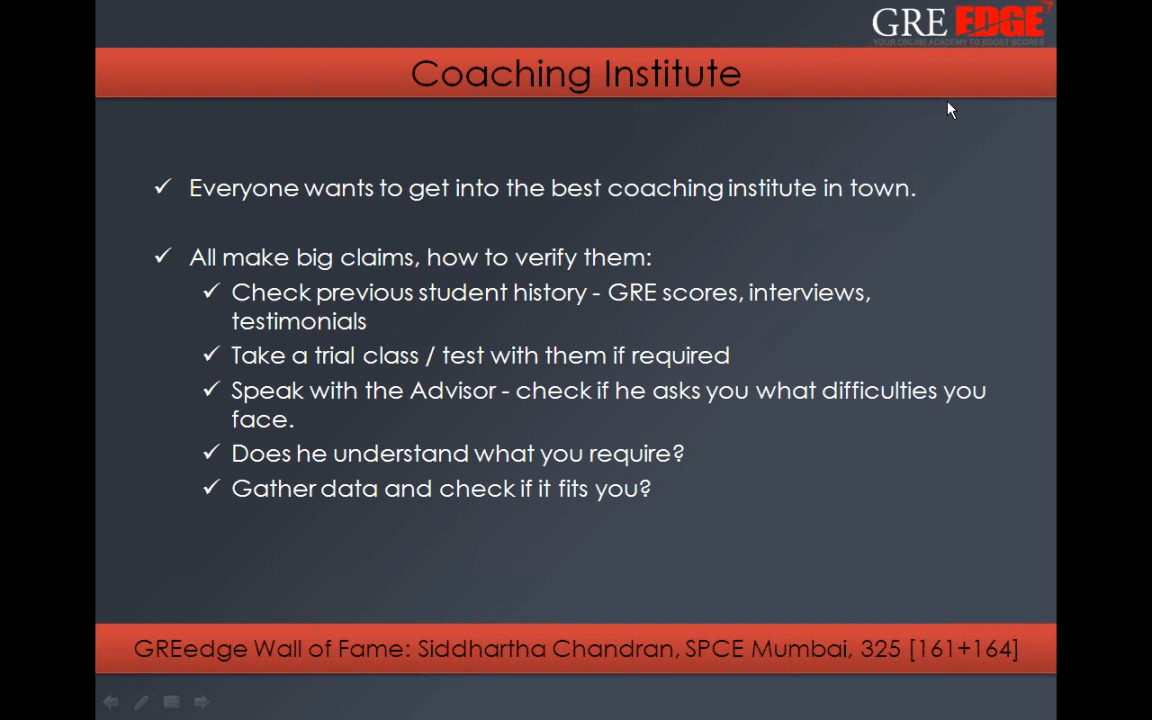 GRE EDGE
YOUR ONLINE ACADEMY TO BOOST SCORES
Coaching Institute
Everyone wants to get into the best coaching institute in town.
All make big claims, how to verify them:
Check previous student history - GRE scores, interviews,
testimonials
Take a trial class / test with them if required
Speak with the Advisor - check if he asks you what difficulties you
face.
Does he understand what you require?
Gather data and check if it fits you?
GREedge Wall of Fame: Siddhartha Chandran, SPCE Mumbai, 325 [161+164]